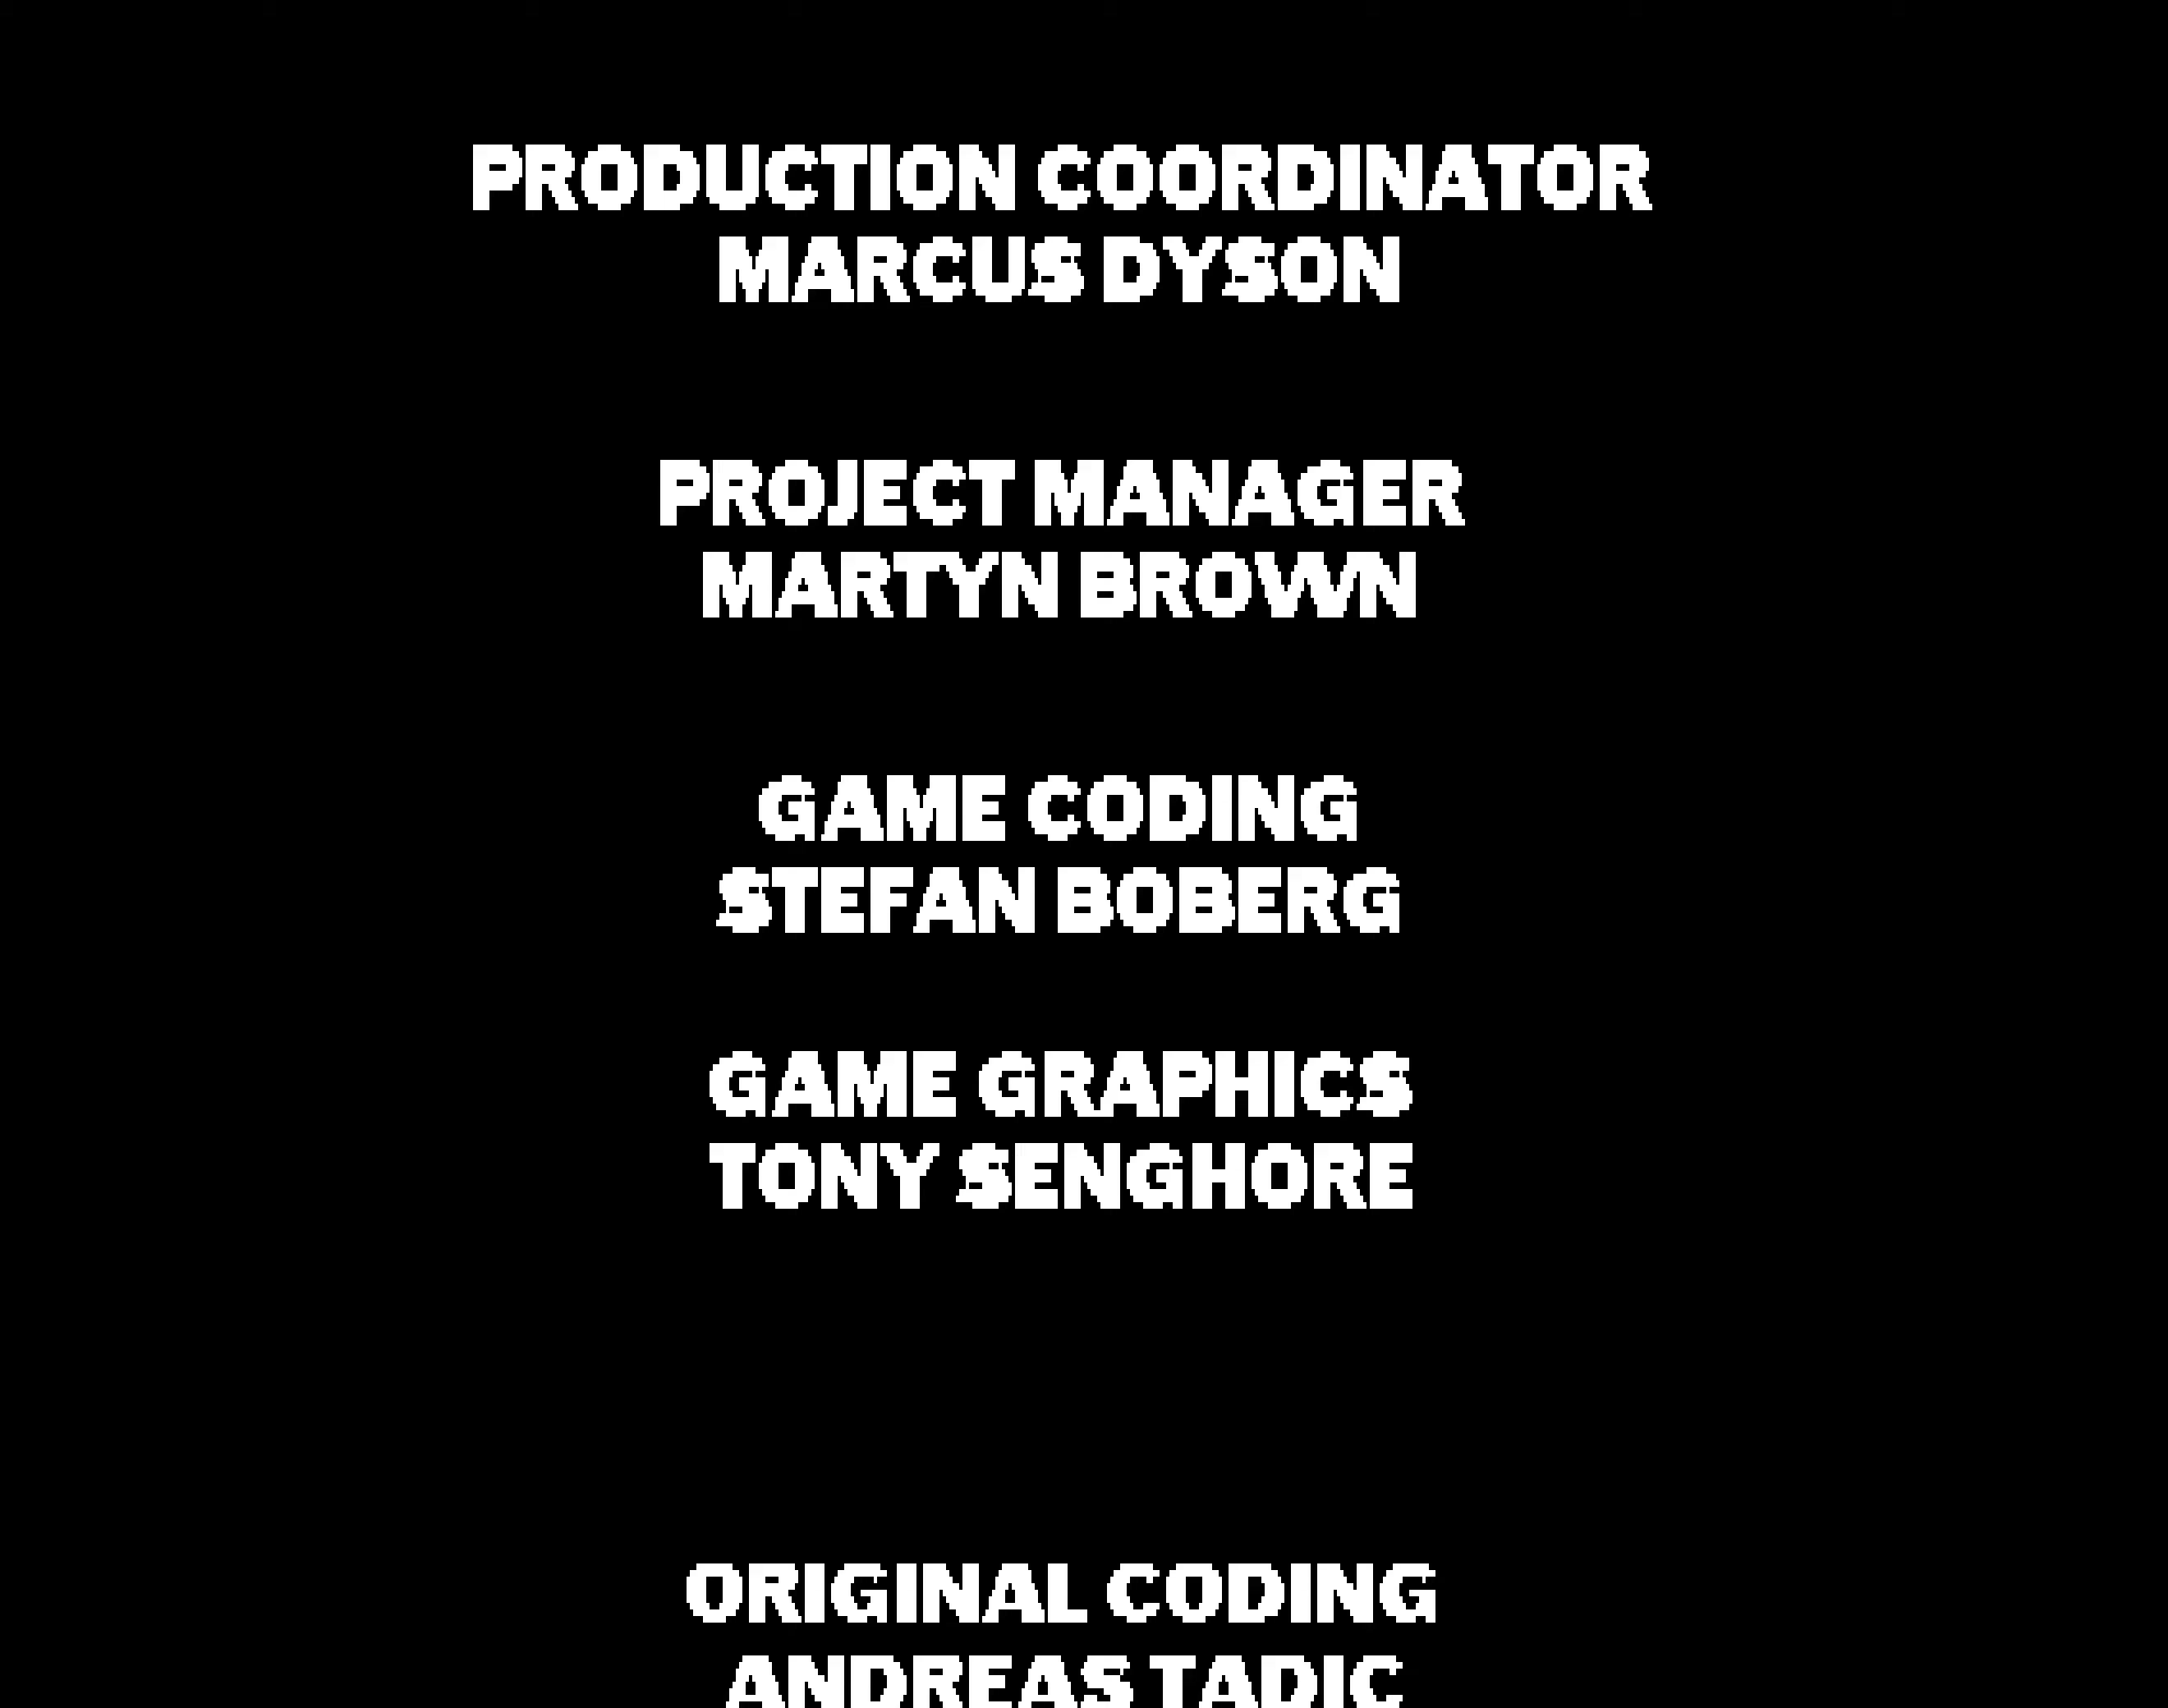 PRODUCTION COORDINATOR
MARCUS DYSON
PROJECT MANAGER
MARTYN BROWN
GAME CODING
STEFAN BOBERG
GAME GRAPHICS
TONY SENGHORE
ORIGINAL CODING
ANDREAS TADIC